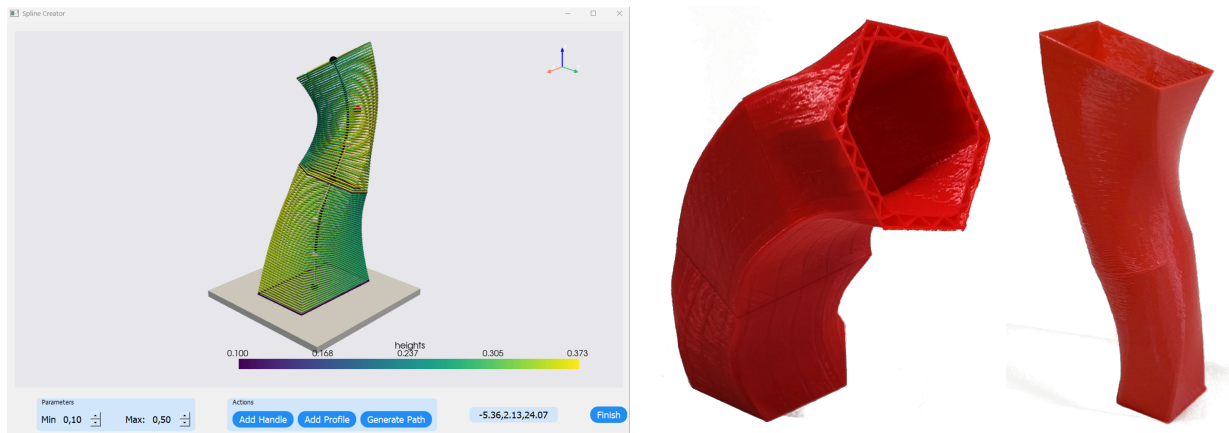 Spline Creator
heights
0.100 0.168 0.237 0.305 0.373
Parameters
Min 0,10 Max: 0,50
Actions
Add Handle Add Profile Generate Path
-5.36,2.13,24.07
Finish